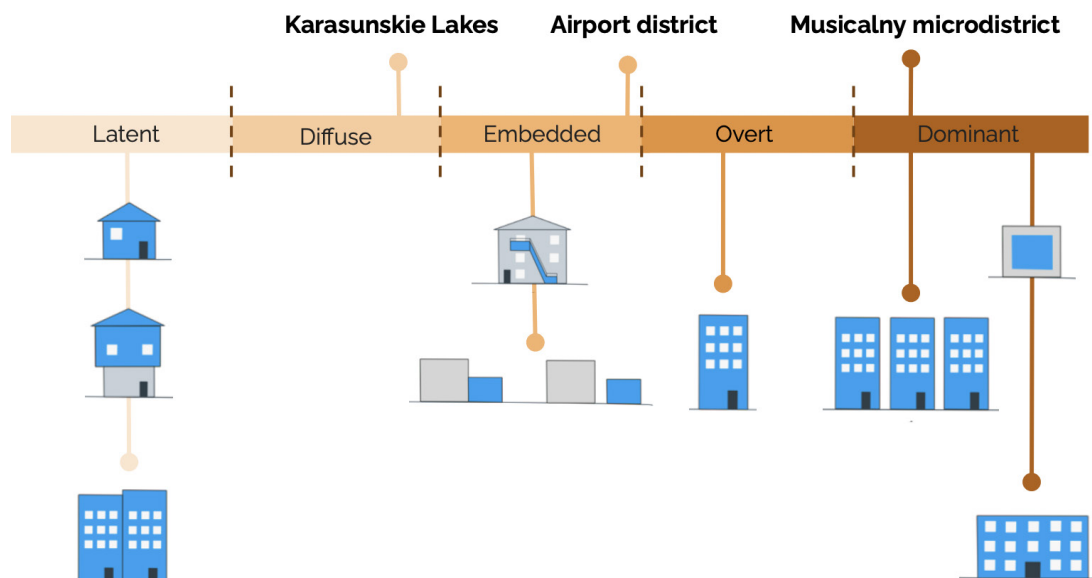 Karasunskie Lakes
Airport district
Musicalny microdistrict
Latent
Diffuse
Embedded
Overt
Dominant